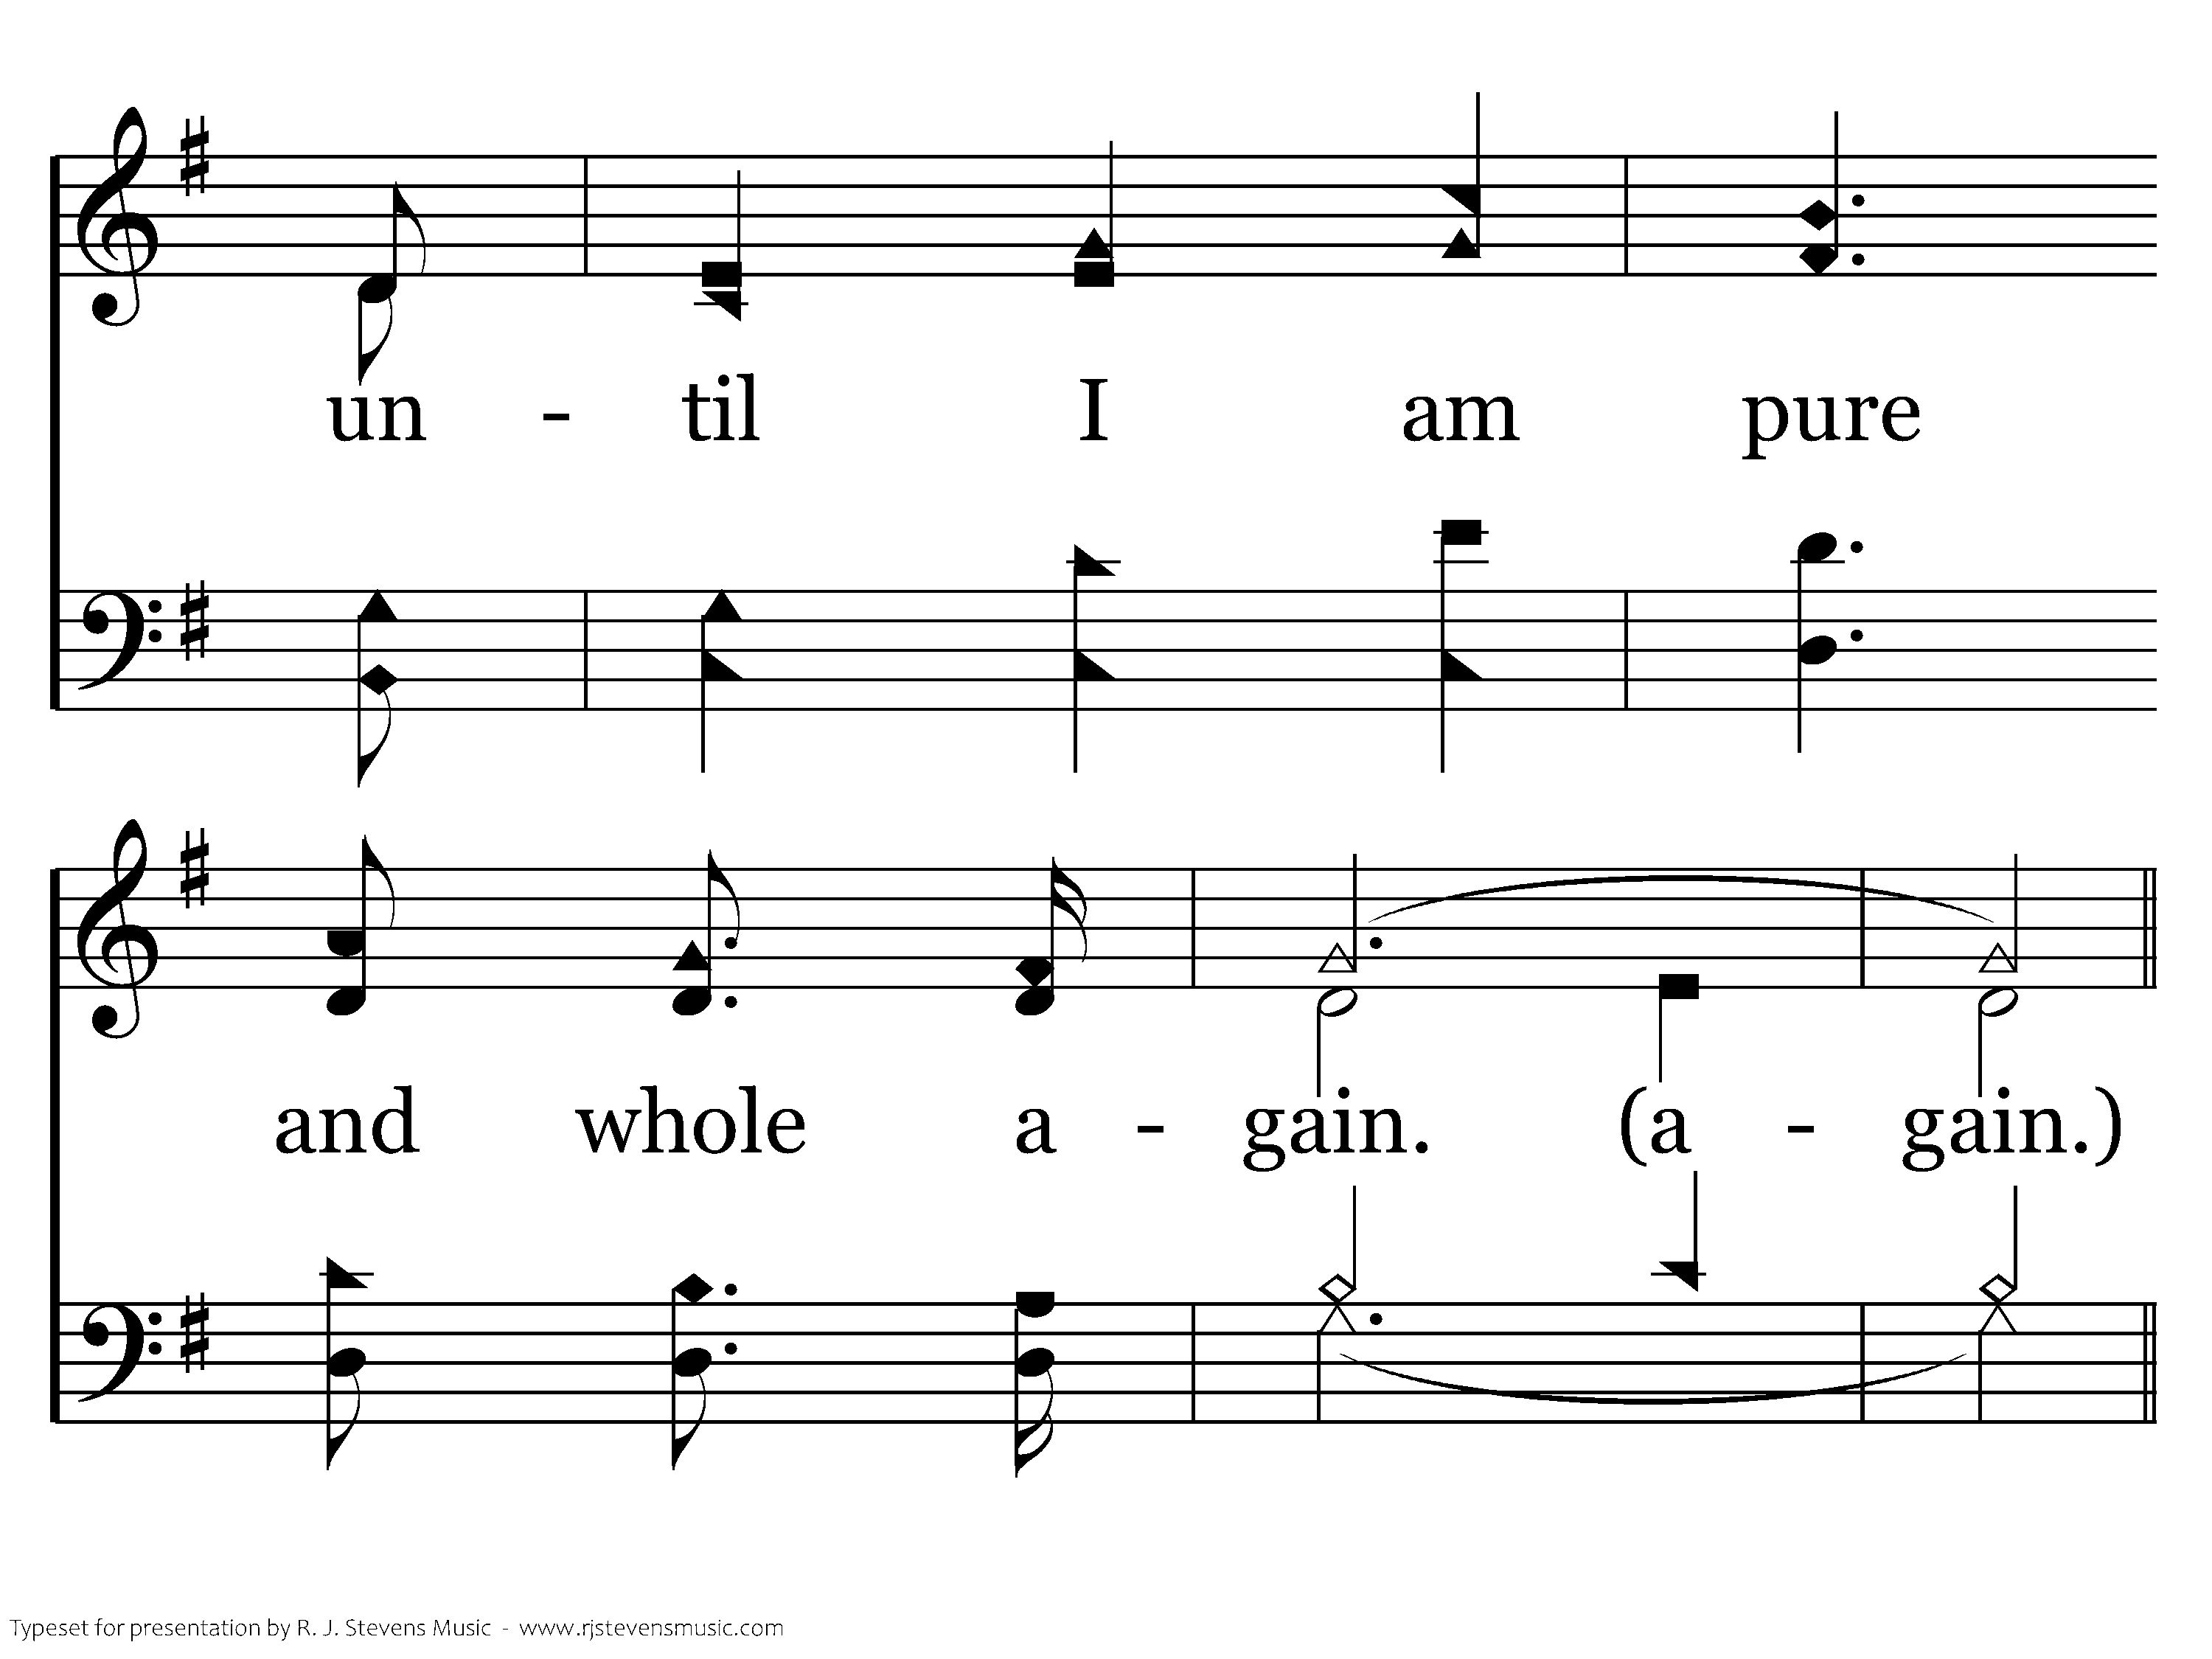 un - til I am pure
and whole a - gain. (a - gain.)
Typeset for presentation by R. J. Stevens Music - www.rjstevensmusic.com